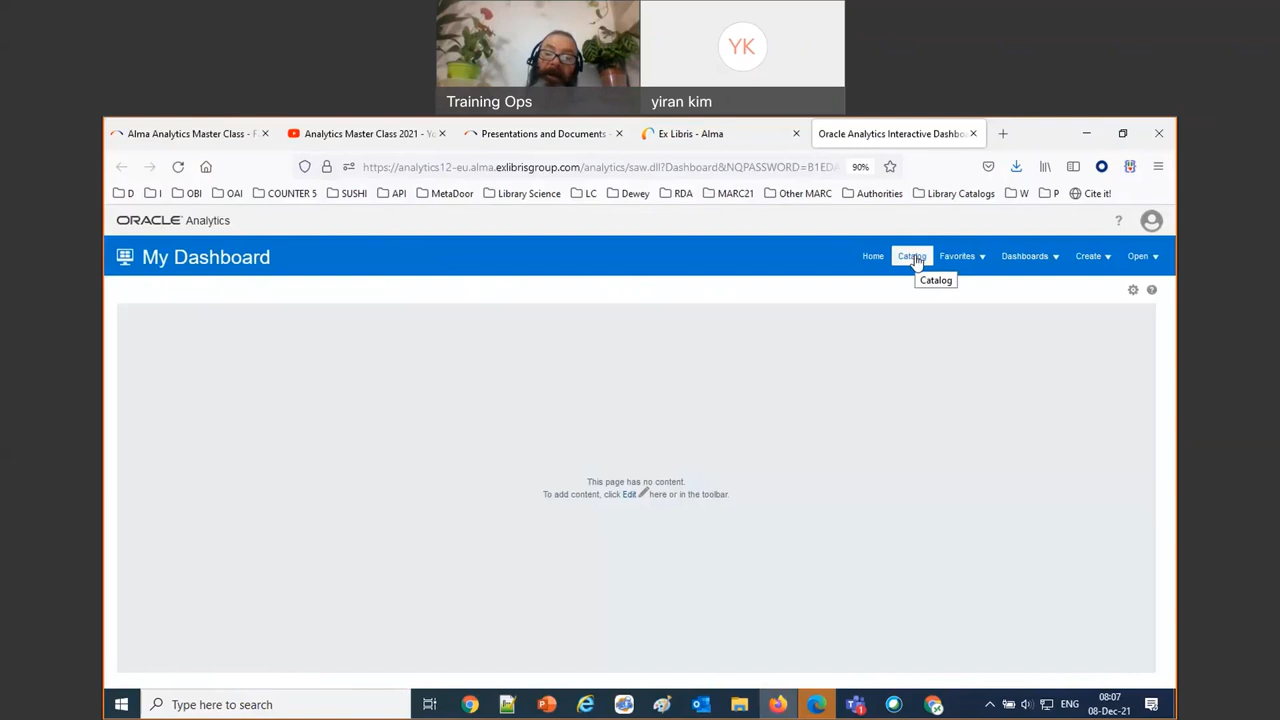 YK
Training Ops
yiran kim
Alma Analytics Master Class - F
Analytics Master Class 2021 - Yo
Presentations and Documents -
Ex Libris - Alma
Oracle Analytics Interactive Dashbo
https://analytics12-eu.alma.exlibrisgroup.com/analytics/saw.dll?Dashboard&NQPASSWORD=B1EDA
90%
D
I
OBI
OAI
COUNTER 5
SUSHI
API
MetaDoor
Library Science
LC
Dewey
RDA
MARC21
Other MARC
Authorities
Library Catalogs
W
P
Cite it!
ORACLE Analytics
?
My Dashboard
Home
Catalog
Favorites
Dashboards
Create
Open
Catalog
This page has no content.
To add content, click Edit here or in the toolbar.
Type here to search
ENG
08:07
08-Dec-21